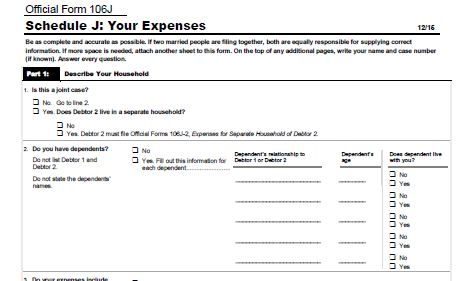 Official Form 106J
Schedule J: Your Expenses
12/15
Be as complete and accurate as possible. If two married people are filing together, both are equally responsible for supplying correct
information. If more space is needed, attach another sheet to this form. On the top of any additional pages, write your name and case number
(if known). Answer every question.
Part 1: Describe Your Household
1. Is this a joint case?
No. Go to line 2.
Yes. Does Debtor 2 live in a separate household?
No
Yes. Debtor 2 must file Official Forms 106J-2, Expenses for Separate Household of Debtor 2.
2. Do you have dependents?
Do not list Debtor 1 and
Debtor 2.
Do not state the dependents'
names.
No
Yes. Fill out this information for
each dependent
Dependent's relationship to
Debtor 1 or Debtor 2
Dependent's
age
Does dependent live
with you?
No
Yes
No
Yes
No
Yes
No
Yes
No
Yes
3. Do your expenses include